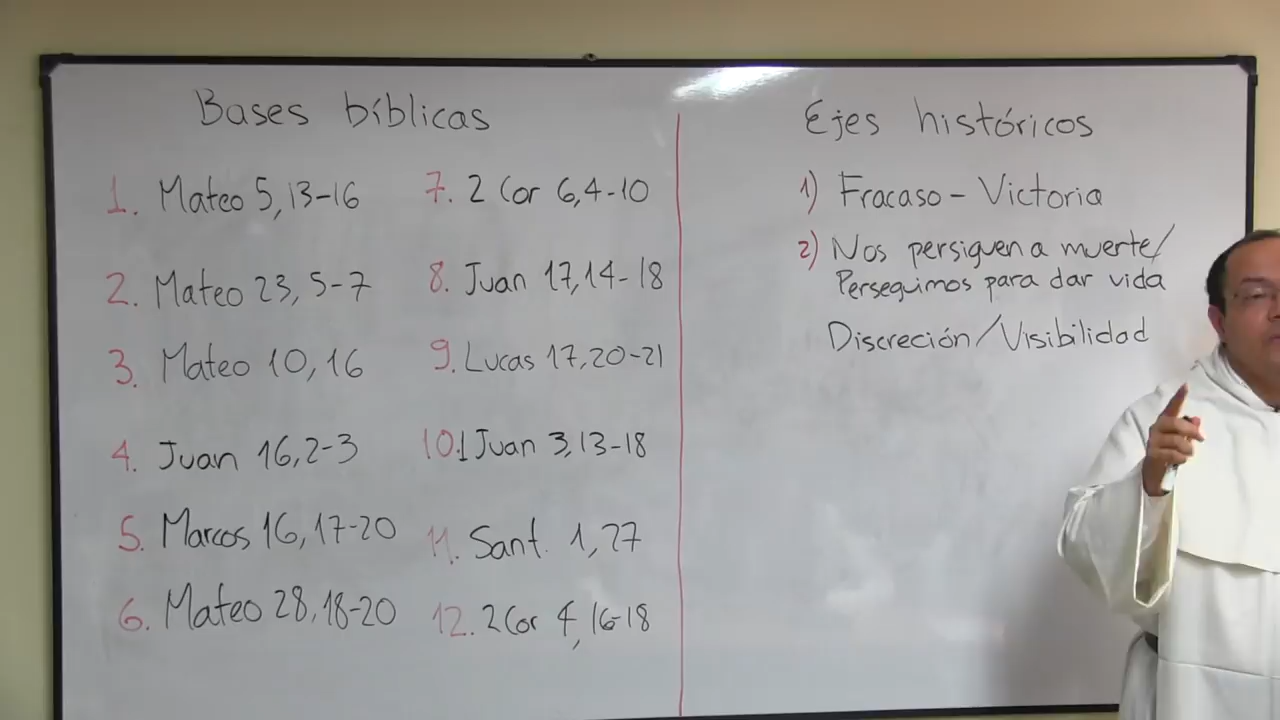 Bases bíblicas
1. Mateo 5,13-16
2. Mateo 23, 5-7
3. Mateo 10, 16
4. Juan 16,2-3
5. Marcos 16, 17-20
6. Mateo 28,18-20
7. 2 Cor 6,4-10
8. Juan 17,14-18
9. Lucas 17,20-21
10. 1 Juan 3,13-18
11. Sant. 1,27
12. 2 Cor 4,16-18
Ejes históricos
1) Fracaso - Victoria
2) Nos persiguen a muerte/
Perseguimos para dar vida
Discreción/Visibilidad